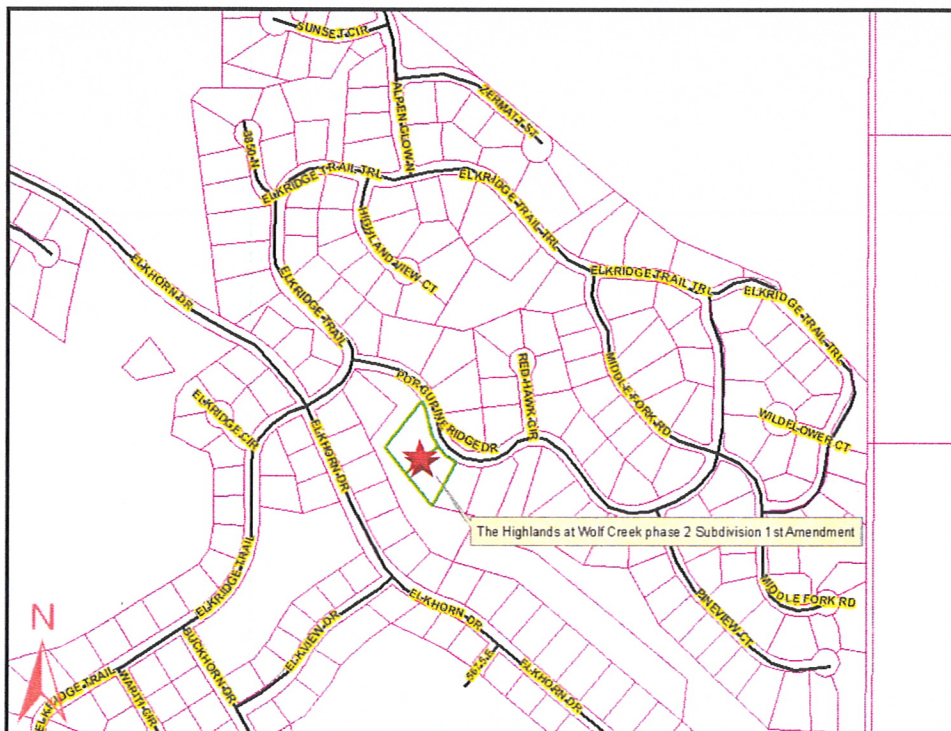 SUNSET CIR
ZERMATT ST
ALPEN GLOW N
3850 N
ELKRIDGE TRAIL TRL
ELKRIDGE TRAIL TRL
HIGHLAND VIEW CT
ELKHORN DR
ELKRIDGE TRAIL
ELKRIDGE TRAIL TRL
ELKRIDGE TRAIL TRL
PORCUPINE RIDGE DR
RED HAWK CIR
MIDDLE FORK RD
ELKRIDGE CIR
WILDFLOWER CT
ELKHORN DR
The Highlands at Wolf Creek phase 2 Subdivision 1st Amendment
ELKRIDGE TRAIL
ELKHORN DR
PINEVIEW CT
MIDDLE FORK RD
N
BUCKHORN DR
ELKVIEW DR
ELKHORN DR
ELKRIDGE TRAIL